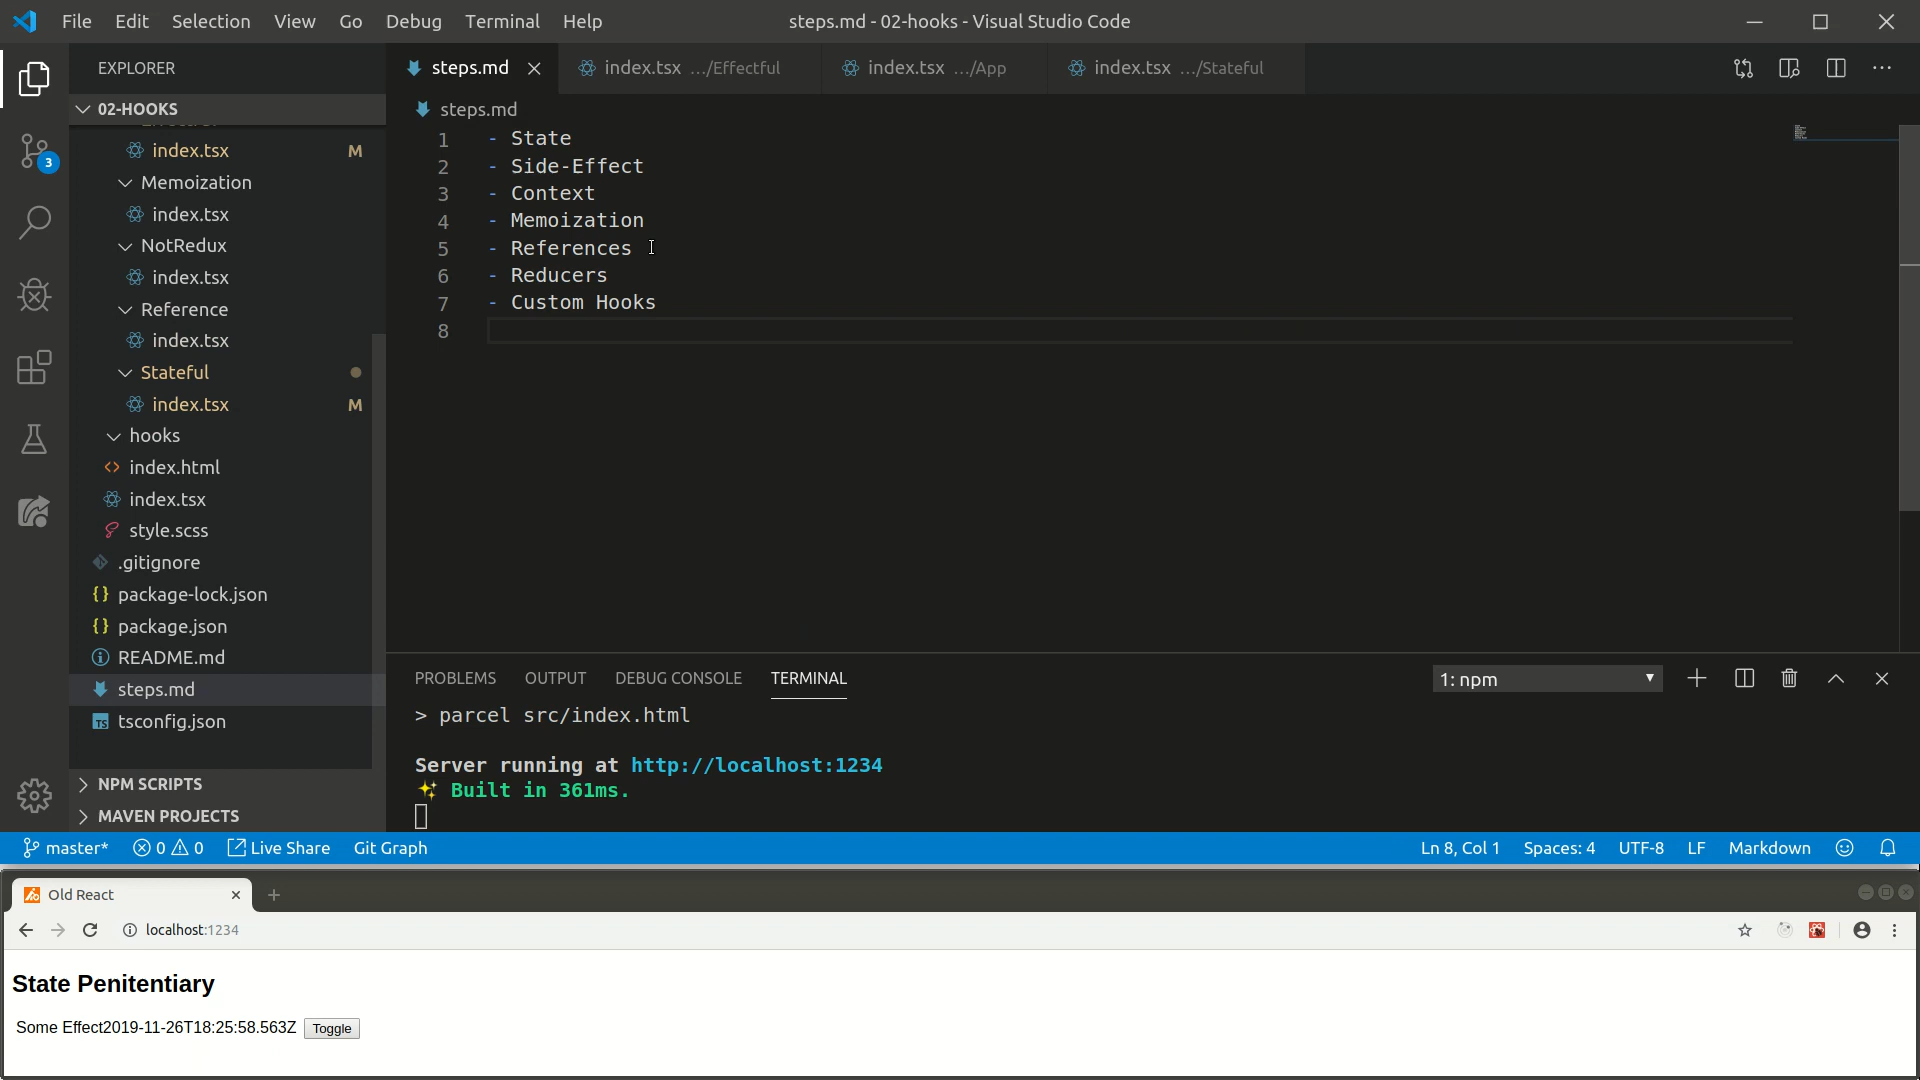 File Edit Selection View Go Debug Terminal Help steps.md - 02-hooks - Visual Studio Code
EXPLORER
02-HOOKS
index.tsx M
Memoization
index.tsx
NotRedux
index.tsx
Reference
index.tsx
Stateful
index.tsx M
hooks
index.html
index.tsx
style.scss
.gitignore
package-lock.json
package.json
README.md
steps.md
TS tsconfig.json
NPM SCRIPTS
MAVEN PROJECTS
3
steps.md index.tsx .../Effectful index.tsx .../App index.tsx .../Stateful
steps.md
1 - State
2 - Side-Effect
3 - Context
4 - Memoization
5 - References
6 - Reducers
7 - Custom Hooks
8
PROBLEMS OUTPUT DEBUG CONSOLE TERMINAL 1: npm
> parcel src/index.html
Server running at http://localhost:1234
✨ Built in 361ms.
master* 0 0 Live Share Git Graph Ln 8, Col 1 Spaces: 4 UTF-8 LF Markdown
Old React
localhost:1234
State Penitentiary
Some Effect2019-11-26T18:25:58.563Z Toggle